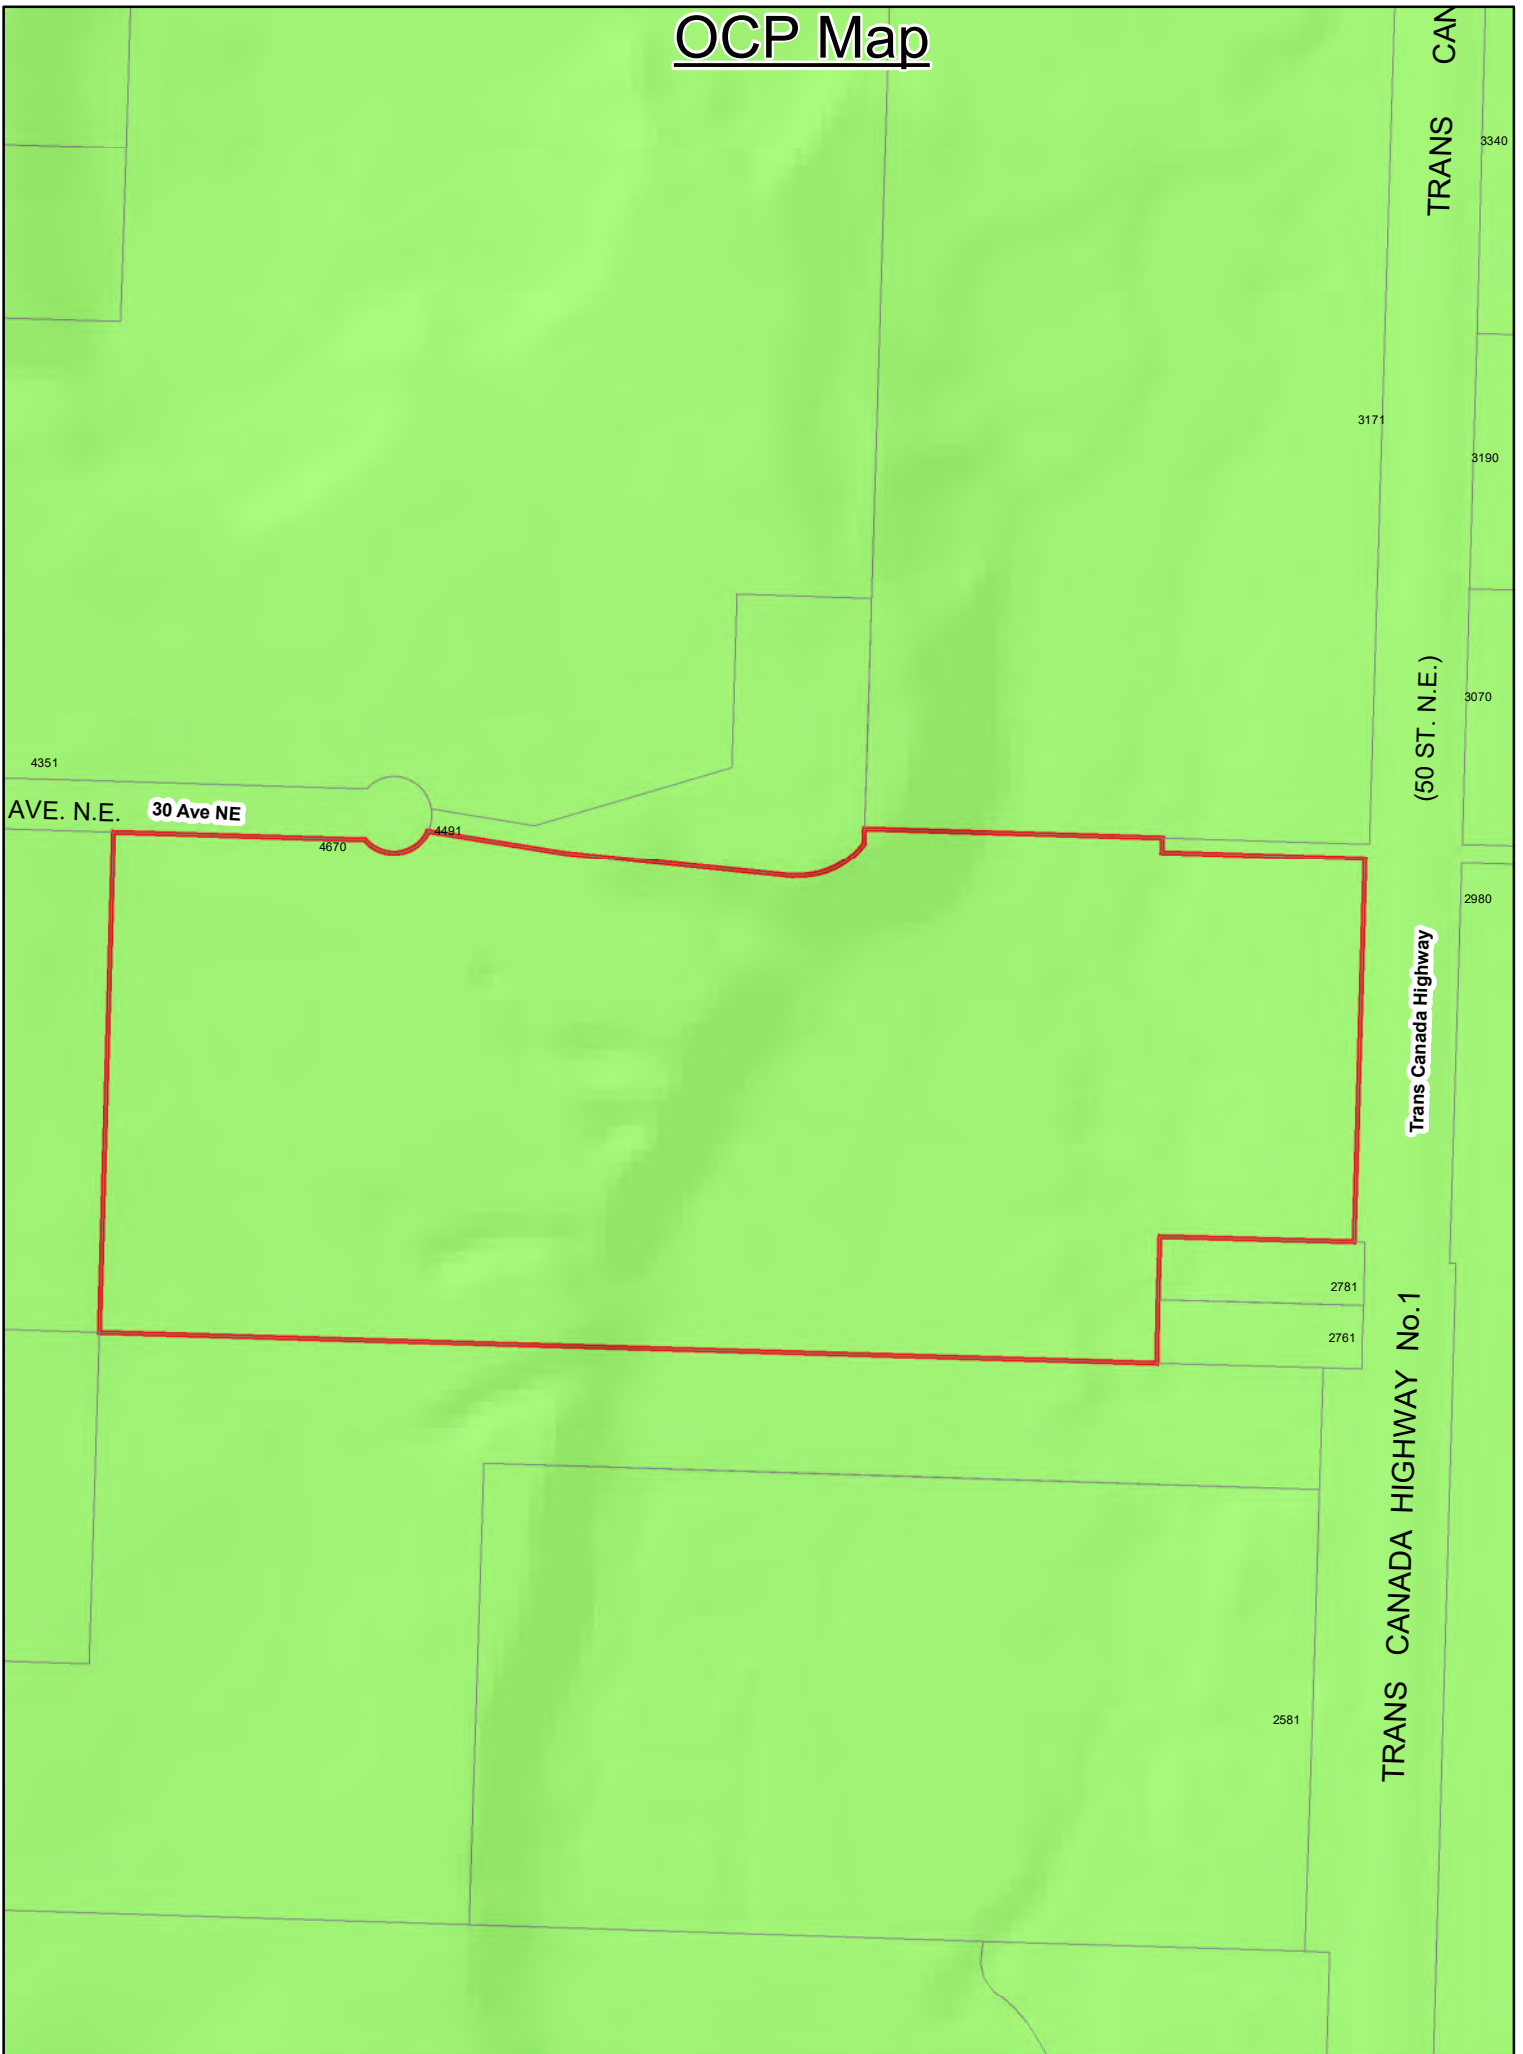 OCP Map
TRANS CAN
3340
3171
3190
(50 ST. N.E.)
3070
4351
AVE. N.E.
30 Ave NE
4491
4670
2980
Trans Canada Highway
2781
2761
TRANS CANADA HIGHWAY No.1
2581